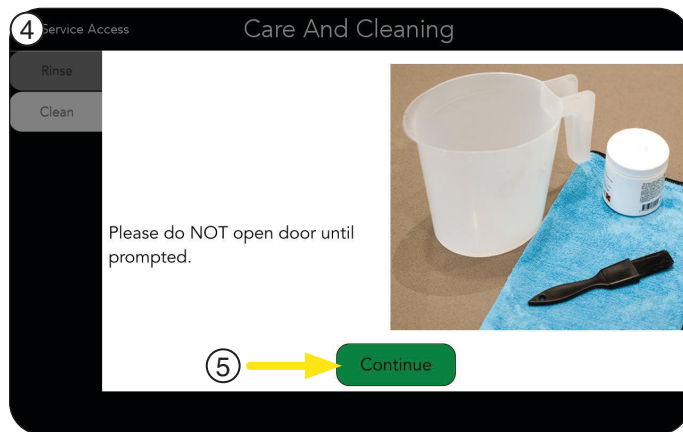 4
Service Access
Care And Cleaning
Rinse
Clean
Please do NOT open door until
prompted.
5
Continue